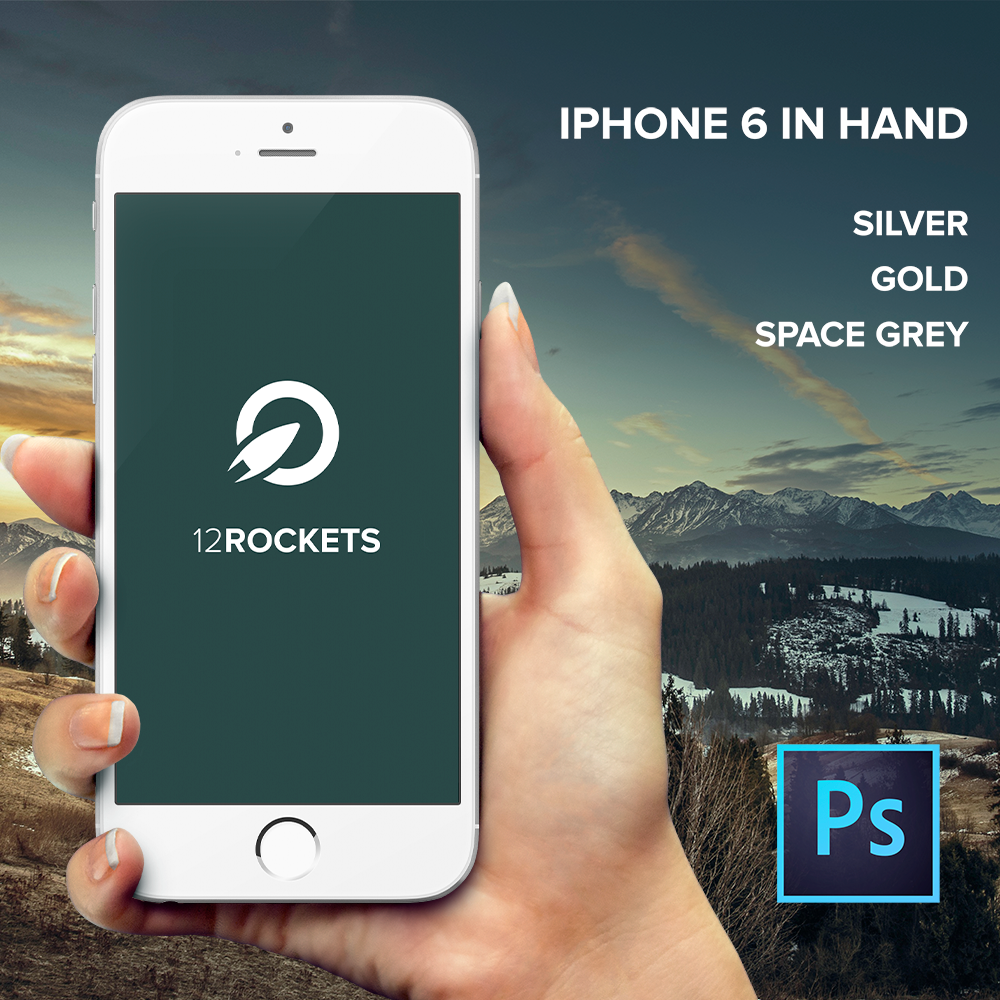 IPHONE 6 IN HAND
SILVER
GOLD
SPACE GREY
12ROCKETS
Ps